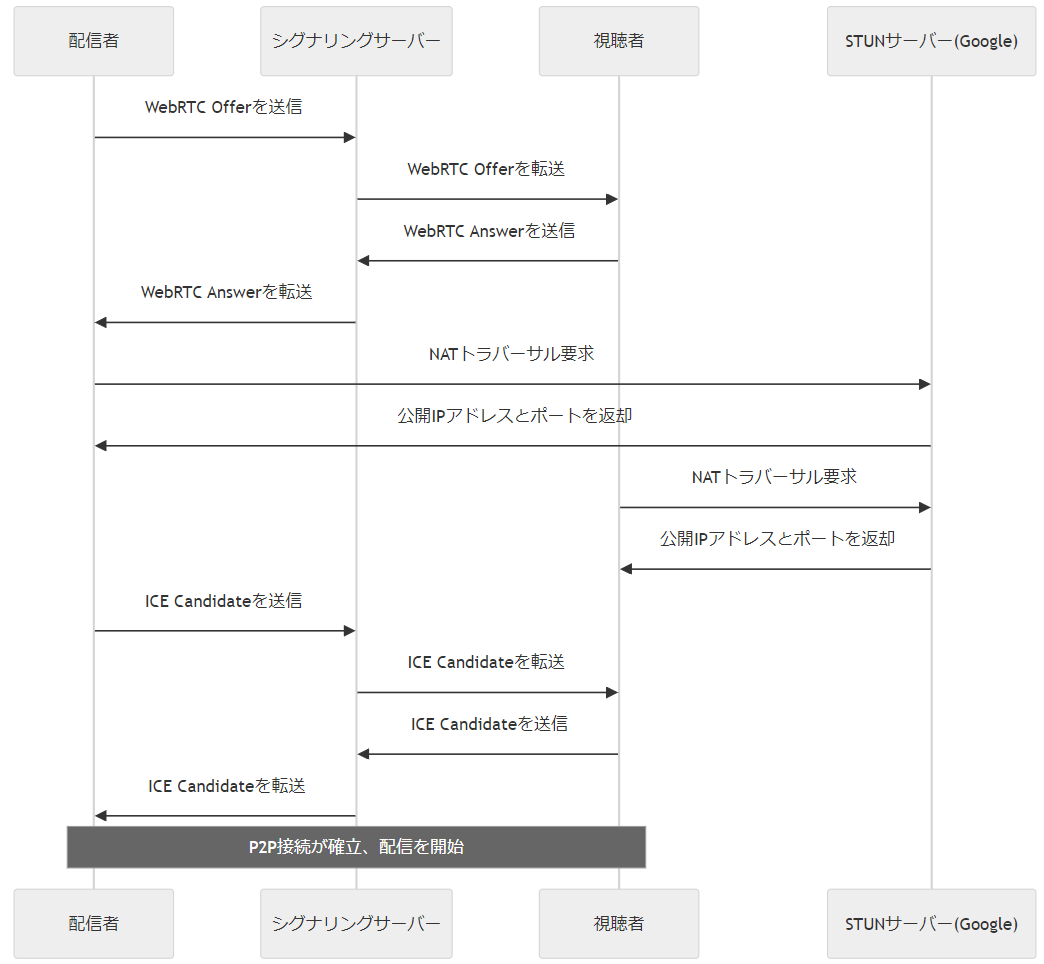 配信者
シグナリングサーバー
視聴者
STUNサーバー(Google)
WebRTC Offerを送信
WebRTC Offerを転送
WebRTC Answerを送信
WebRTC Answerを転送
NATトラバーサル要求
公開IPアドレスとポートを返却
NATトラバーサル要求
公開IPアドレスとポートを返却
ICE Candidateを送信
ICE Candidateを転送
ICE Candidateを送信
ICE Candidateを転送
P2P接続が確立、配信を開始
配信者
シグナリングサーバー
視聴者
STUNサーバー(Google)